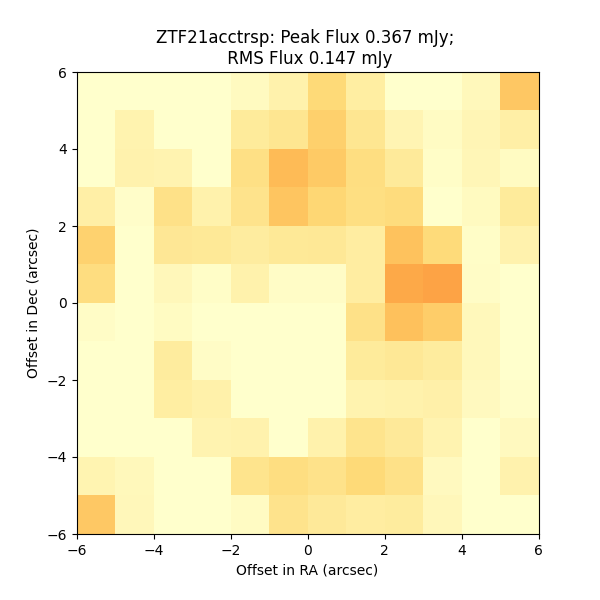 ZTF21acctrsp: Peak Flux 0.367 mJy;
RMS Flux 0.147 mJy
6
4
2
0
−2
−4
−6
Offset in Dec (arcsec)
−6 −4 −2 0 2 4 6
Offset in RA (arcsec)